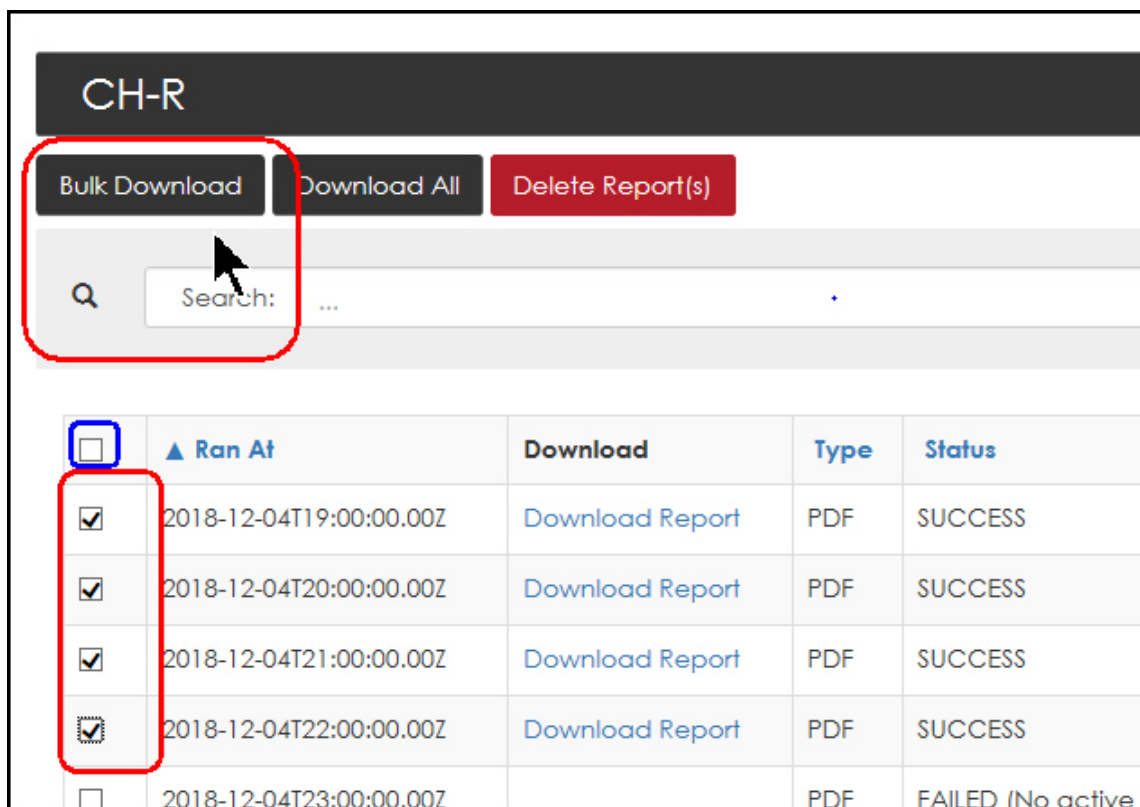 CH-R
Bulk Download Download All Delete Report(s)
Search: ...
▲ Ran At Download Type Status
2018-12-04T19:00:00.00Z Download Report PDF SUCCESS
2018-12-04T20:00:00.00Z Download Report PDF SUCCESS
2018-12-04T21:00:00.00Z Download Report PDF SUCCESS
2018-12-04T22:00:00.00Z Download Report PDF SUCCESS
2018-12-04T23:00:00.00Z PDF FAILED (No active